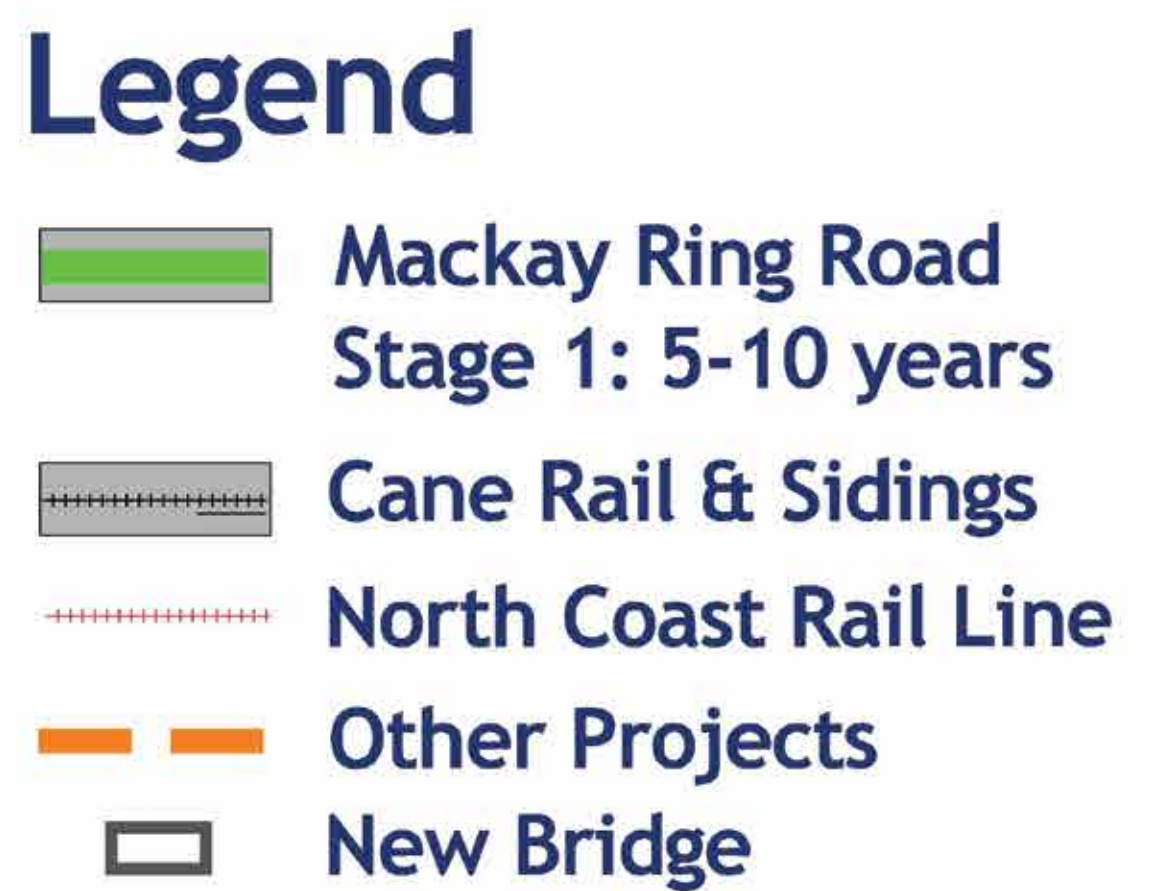 Legend
Mackay Ring Road
Stage 1: 5-10 years
Cane Rail & Sidings
North Coast Rail Line
Other Projects
New Bridge